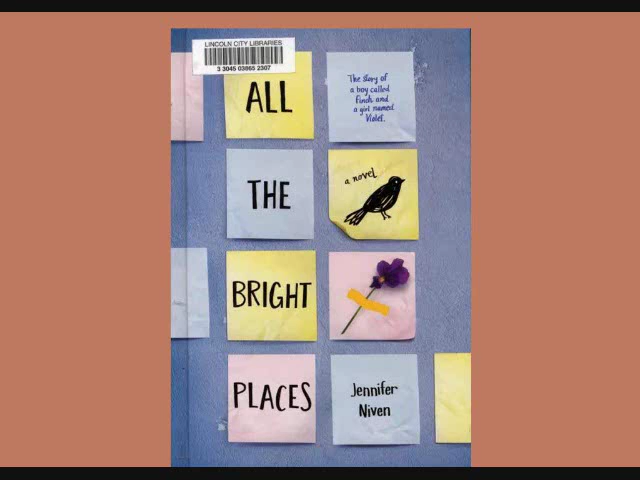 LINCOLN CITY LIBRARIES
3 3045 03865 2307
ALL
The story of
a boy called
Finch and
a girl named
Violet.
THE
a novel
BRIGHT
PLACES
Jennifer
Niven